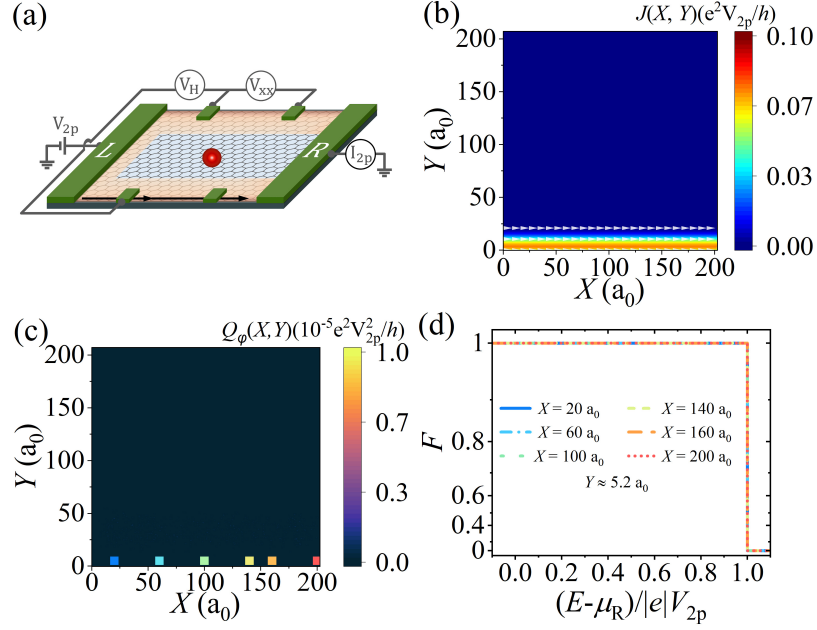 (a)
V_H
V_xx
V_2p
L
R
I_2p
(b)
J(X, Y)(e²V_2p/h)
200
150
100
50
0
Y (a₀)
0 50 100 150 200
X (a₀)
0.10
0.07
0.03
0.00
(c)
Q_φ(X,Y)(10⁻⁵e²V²_2p/h)
200
150
100
50
0
Y (a₀)
0 50 100 150 200
X (a₀)
1.0
0.7
0.3
0.0
(d)
1
0.8
0.6
0.4
0
F
X = 20 a₀
X = 140 a₀
X = 60 a₀
X = 160 a₀
X = 100 a₀
X = 200 a₀
Y ≈ 5.2 a₀
0.0 0.2 0.4 0.6 0.8 1.0
(E-μ_R)/|e|V_2p